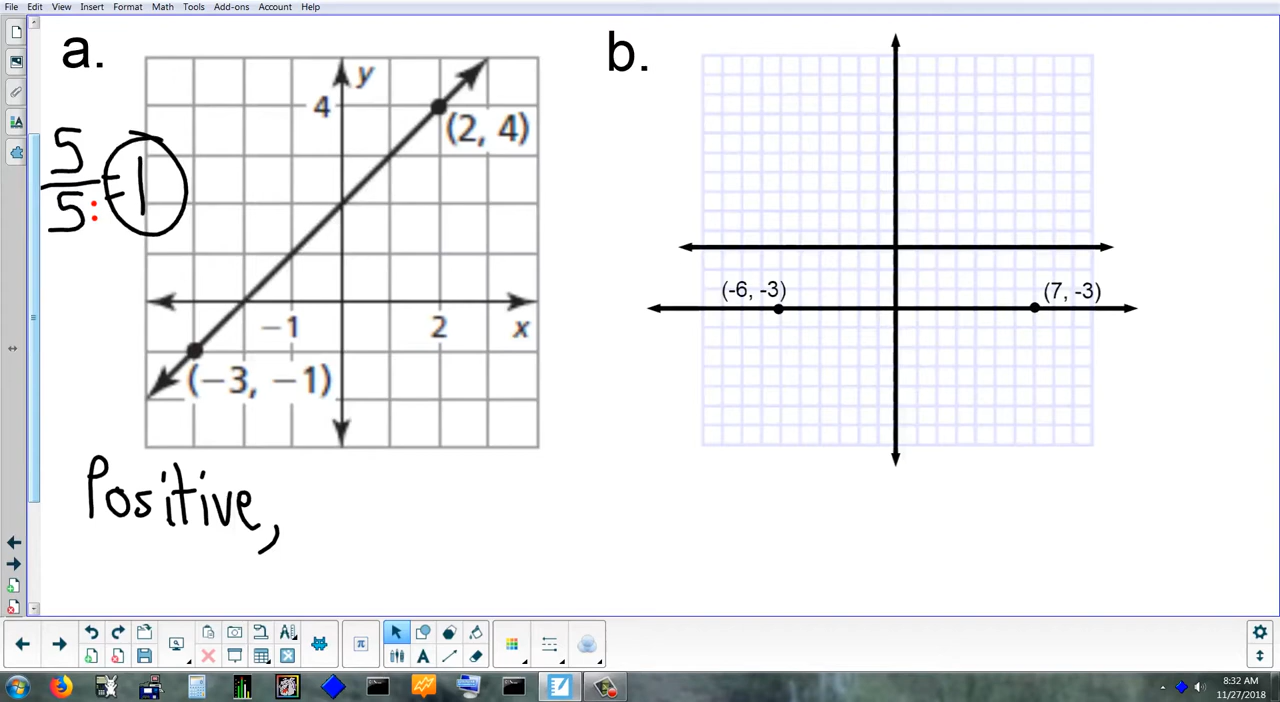 File Edit View Insert Format Math Tools Add-ons Account Help
a.
y
4
(2, 4)
5/5 = 1
−1
2
x
(−3, −1)
Positive,
b.
(-6, -3)
(7, -3)
π
A
8:32 AM
11/27/2018